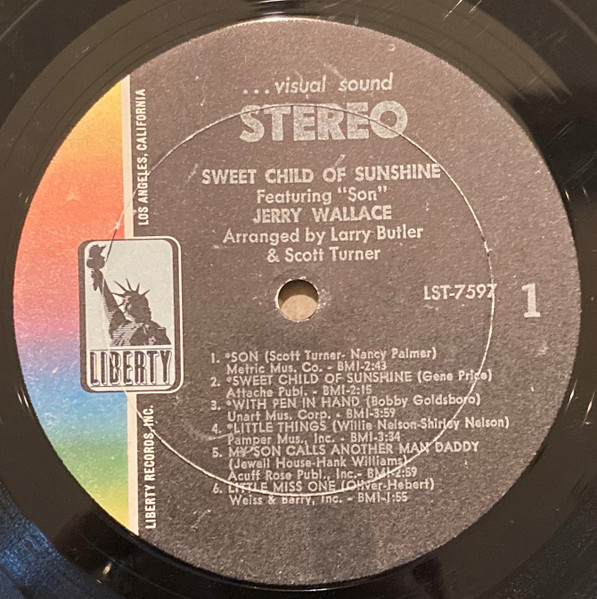 ...visual sound
STEREO
SWEET CHILD OF SUNSHINE
Featuring "Son"
JERRY WALLACE
Arranged by Larry Butler
& Scott Turner
LST-7597
1
LOS ANGELES, CALIFORNIA
LIBERTY
LIBERTY RECORDS, INC.
1. *SON (Scott Turner- Nancy Palmer)
Metric Mus. Co. - BMI-2:43
2. *SWEET CHILD OF SUNSHINE (Gene Price)
Attache Publ. - BMI-2:15
3. *WITH PEN IN HAND (Bobby Goldsboro)
Unart Mus. Corp. - BMI-3:59
4. *LITTLE THINGS (Willie Nelson-Shirley Nelson)
Pamper Mus., Inc. - BMI-3:34
5. MY SON CALLS ANOTHER MAN DADDY
(Jewell House-Hank Williams)
Acuff Rose Publ., Inc.- BMI-2:59
6. LITTLE MISS ONE (Oliver-Hebert)
Weiss & Barry, Inc. - BMI-1:55